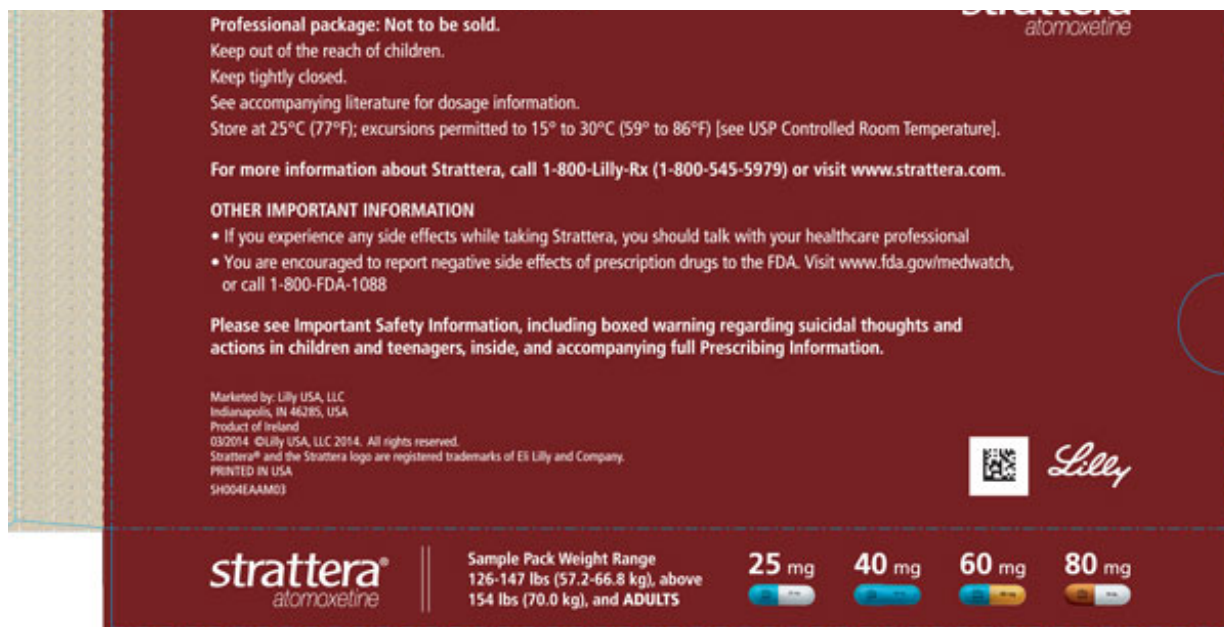 Professional package: Not to be sold.
strattera
atomoxetine
Keep out of the reach of children.
Keep tightly closed.
See accompanying literature for dosage information.
Store at 25°C (77°F); excursions permitted to 15° to 30°C (59° to 86°F) [see USP Controlled Room Temperature].
For more information about Strattera, call 1-800-Lilly-Rx (1-800-545-5979) or visit www.strattera.com.
OTHER IMPORTANT INFORMATION
• If you experience any side effects while taking Strattera, you should talk with your healthcare professional
• You are encouraged to report negative side effects of prescription drugs to the FDA. Visit www.fda.gov/medwatch,
or call 1-800-FDA-1088
Please see Important Safety Information, including boxed warning regarding suicidal thoughts and
actions in children and teenagers, inside, and accompanying full Prescribing Information.
Marketed by: Lilly USA, LLC
Indianapolis, IN 46285, USA
Product of Ireland
03/2014 ©Lilly USA, LLC 2014. All rights reserved.
Strattera® and the Strattera logo are registered trademarks of Eli Lilly and Company.
PRINTED IN USA
SH004EAAM03
Lilly
strattera®
atomoxetine
Sample Pack Weight Range
126-147 lbs (57.2-66.8 kg), above
154 lbs (70.0 kg), and ADULTS
25 mg
40 mg
60 mg
80 mg